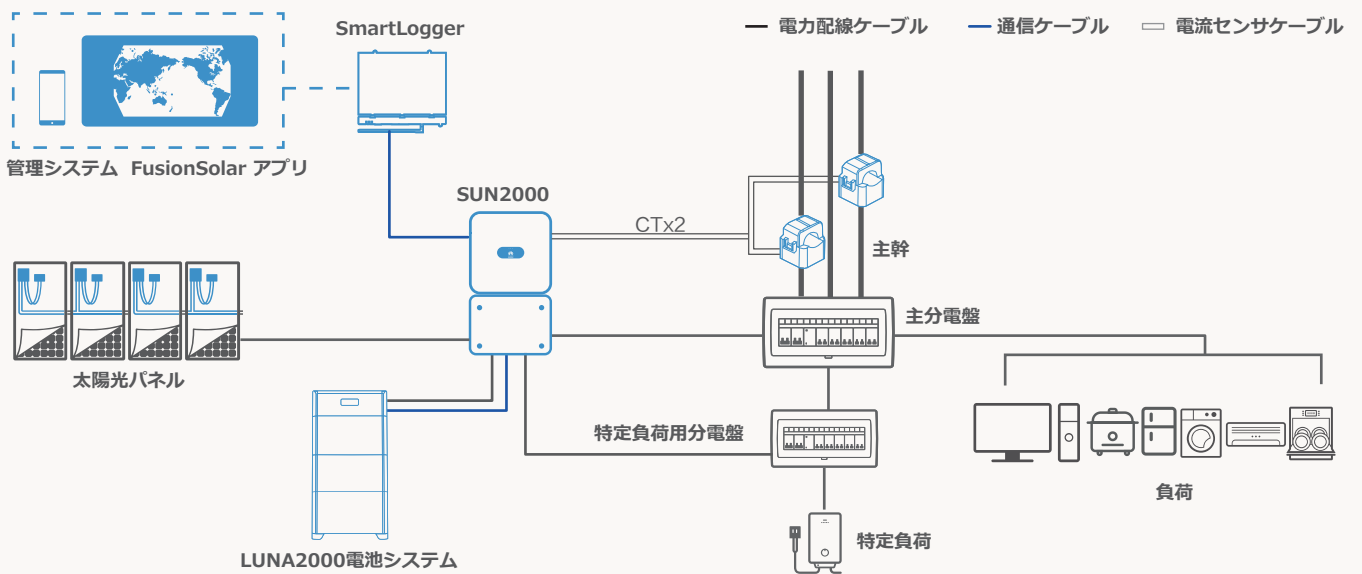 SmartLogger
電力配線ケーブル
通信ケーブル
電流センサケーブル
管理システム FusionSolar アプリ
SUN2000
CTx2
主幹
主分電盤
太陽光パネル
特定負荷用分電盤
負荷
特定負荷
LUNA2000電池システム